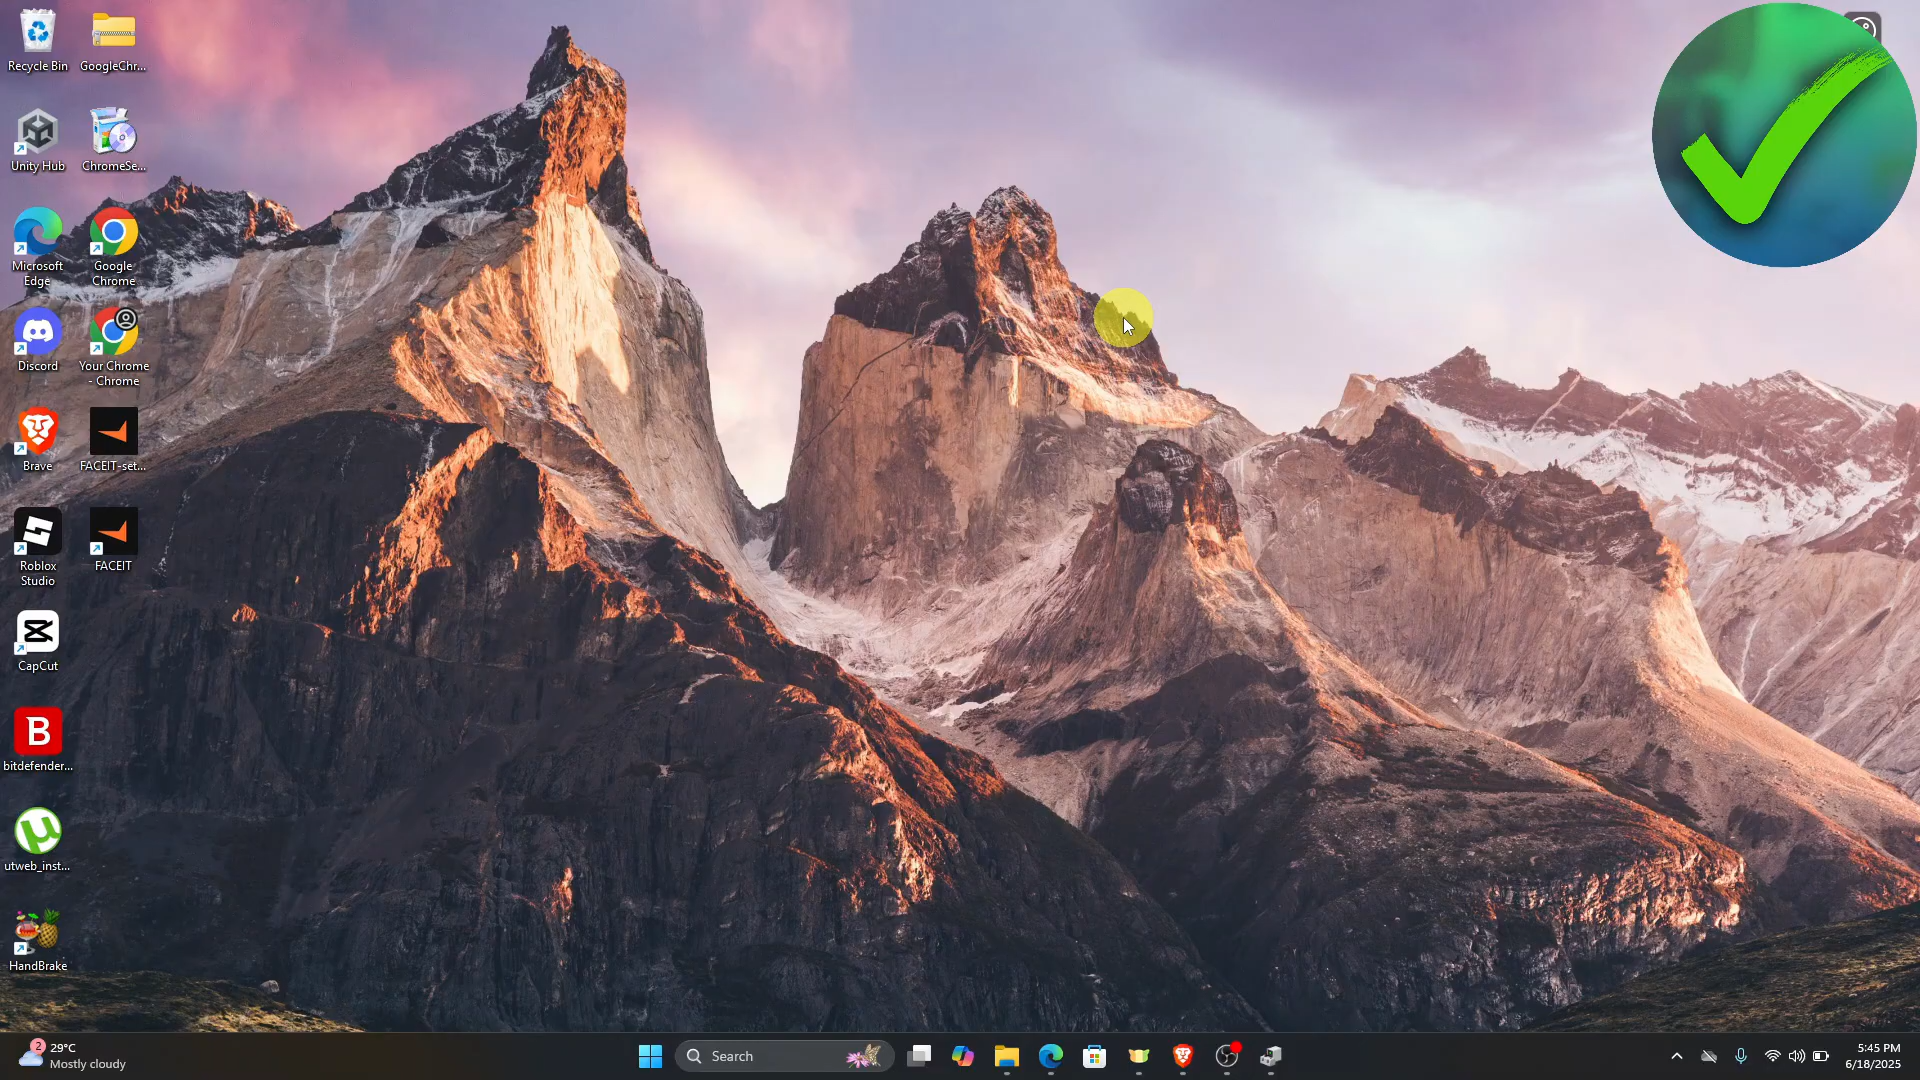 Recycle Bin
GoogleChr...
Unity Hub
ChromeSe...
Microsoft
Edge
Google
Chrome
Discord
Your Chrome
- Chrome
Brave
FACEIT-set...
Roblox
Studio
FACEIT
CapCut
B
bitdefender...
utweb_inst...
HandBrake
2
29°C
Mostly cloudy
Search
5:45 PM
6/18/2025